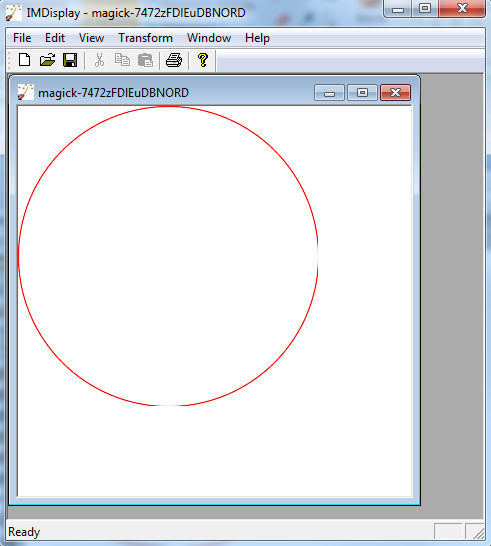 IMDisplay - magick-7472zFDIEuDBNORD
File Edit View Transform Window Help
magick-7472zFDIEuDBNORD
Ready